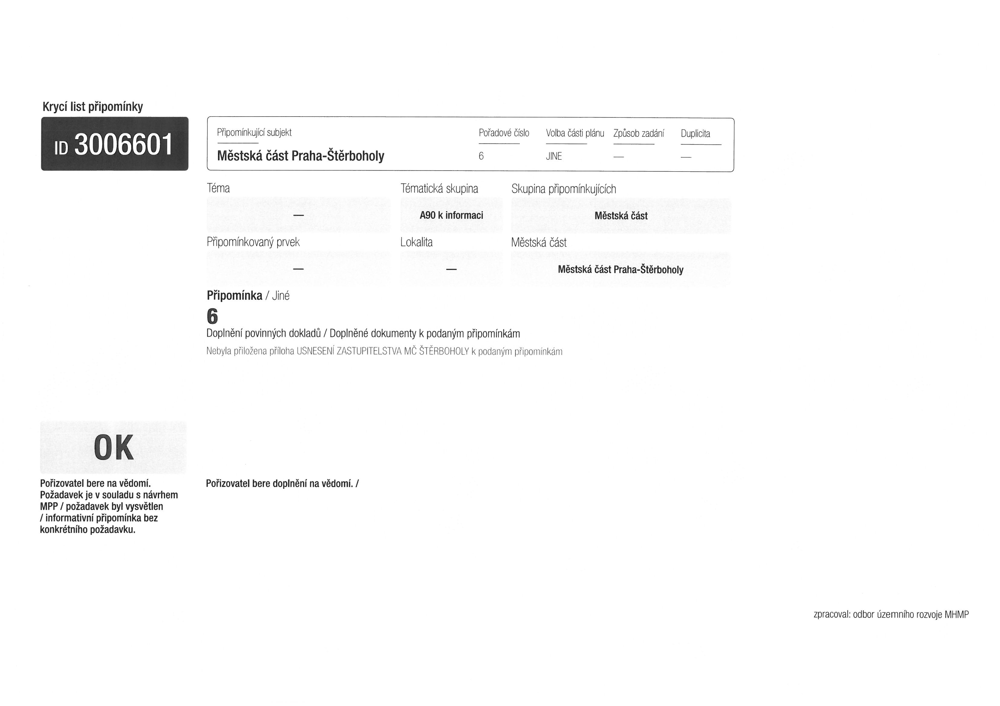 Krycí list připomínky
ID 3006601
Připomínkující subjekt Pořadové číslo Volba části plánu Způsob zadání Duplicita
Městská část Praha-Štěrboholy 6 JINE — —
Téma Tématická skupina Skupina připomínkujících
— A90 k informaci Městská část
Připomínkovaný prvek Lokalita Městská část
— — Městská část Praha-Štěrboholy
Připomínka / Jiné
6
Doplnění povinných dokladů / Doplněné dokumenty k podaným připomínkám
Nebyla přiložena příloha USNESENÍ ZASTUPITELSTVA MČ ŠTĚRBOHOLY k podaným připomínkám
OK
Pořizovatel bere na vědomí.
Požadavek je v souladu s návrhem
MPP / požadavek byl vysvětlen
/ informativní připomínka bez
konkrétního požadavku.
Pořizovatel bere doplnění na vědomí. /
zpracoval: odbor územního rozvoje MHMP